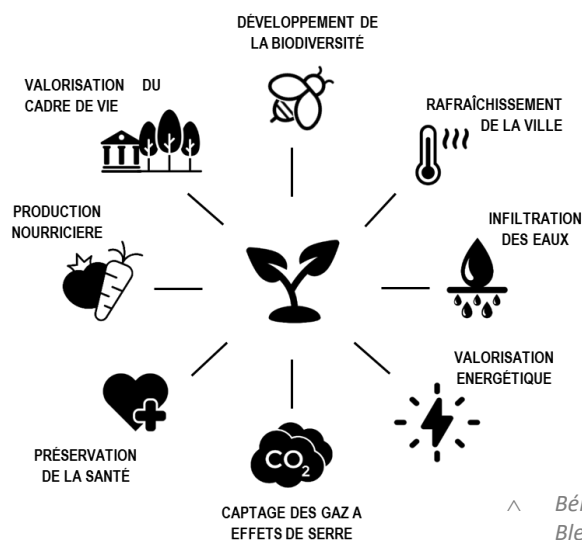 DÉVELOPPEMENT DE
LA BIODIVERSITÉ
VALORISATION DU
CADRE DE VIE
RAFRAÎCHISSEMENT
DE LA VILLE
PRODUCTION
NOURRICIERE
INFILTRATION
DES EAUX
VALORISATION
ENERGÉTIQUE
PRÉSERVATION
DE LA SANTÉ
CO2
CAPTAGE DES GAZ A
EFFETS DE SERRE